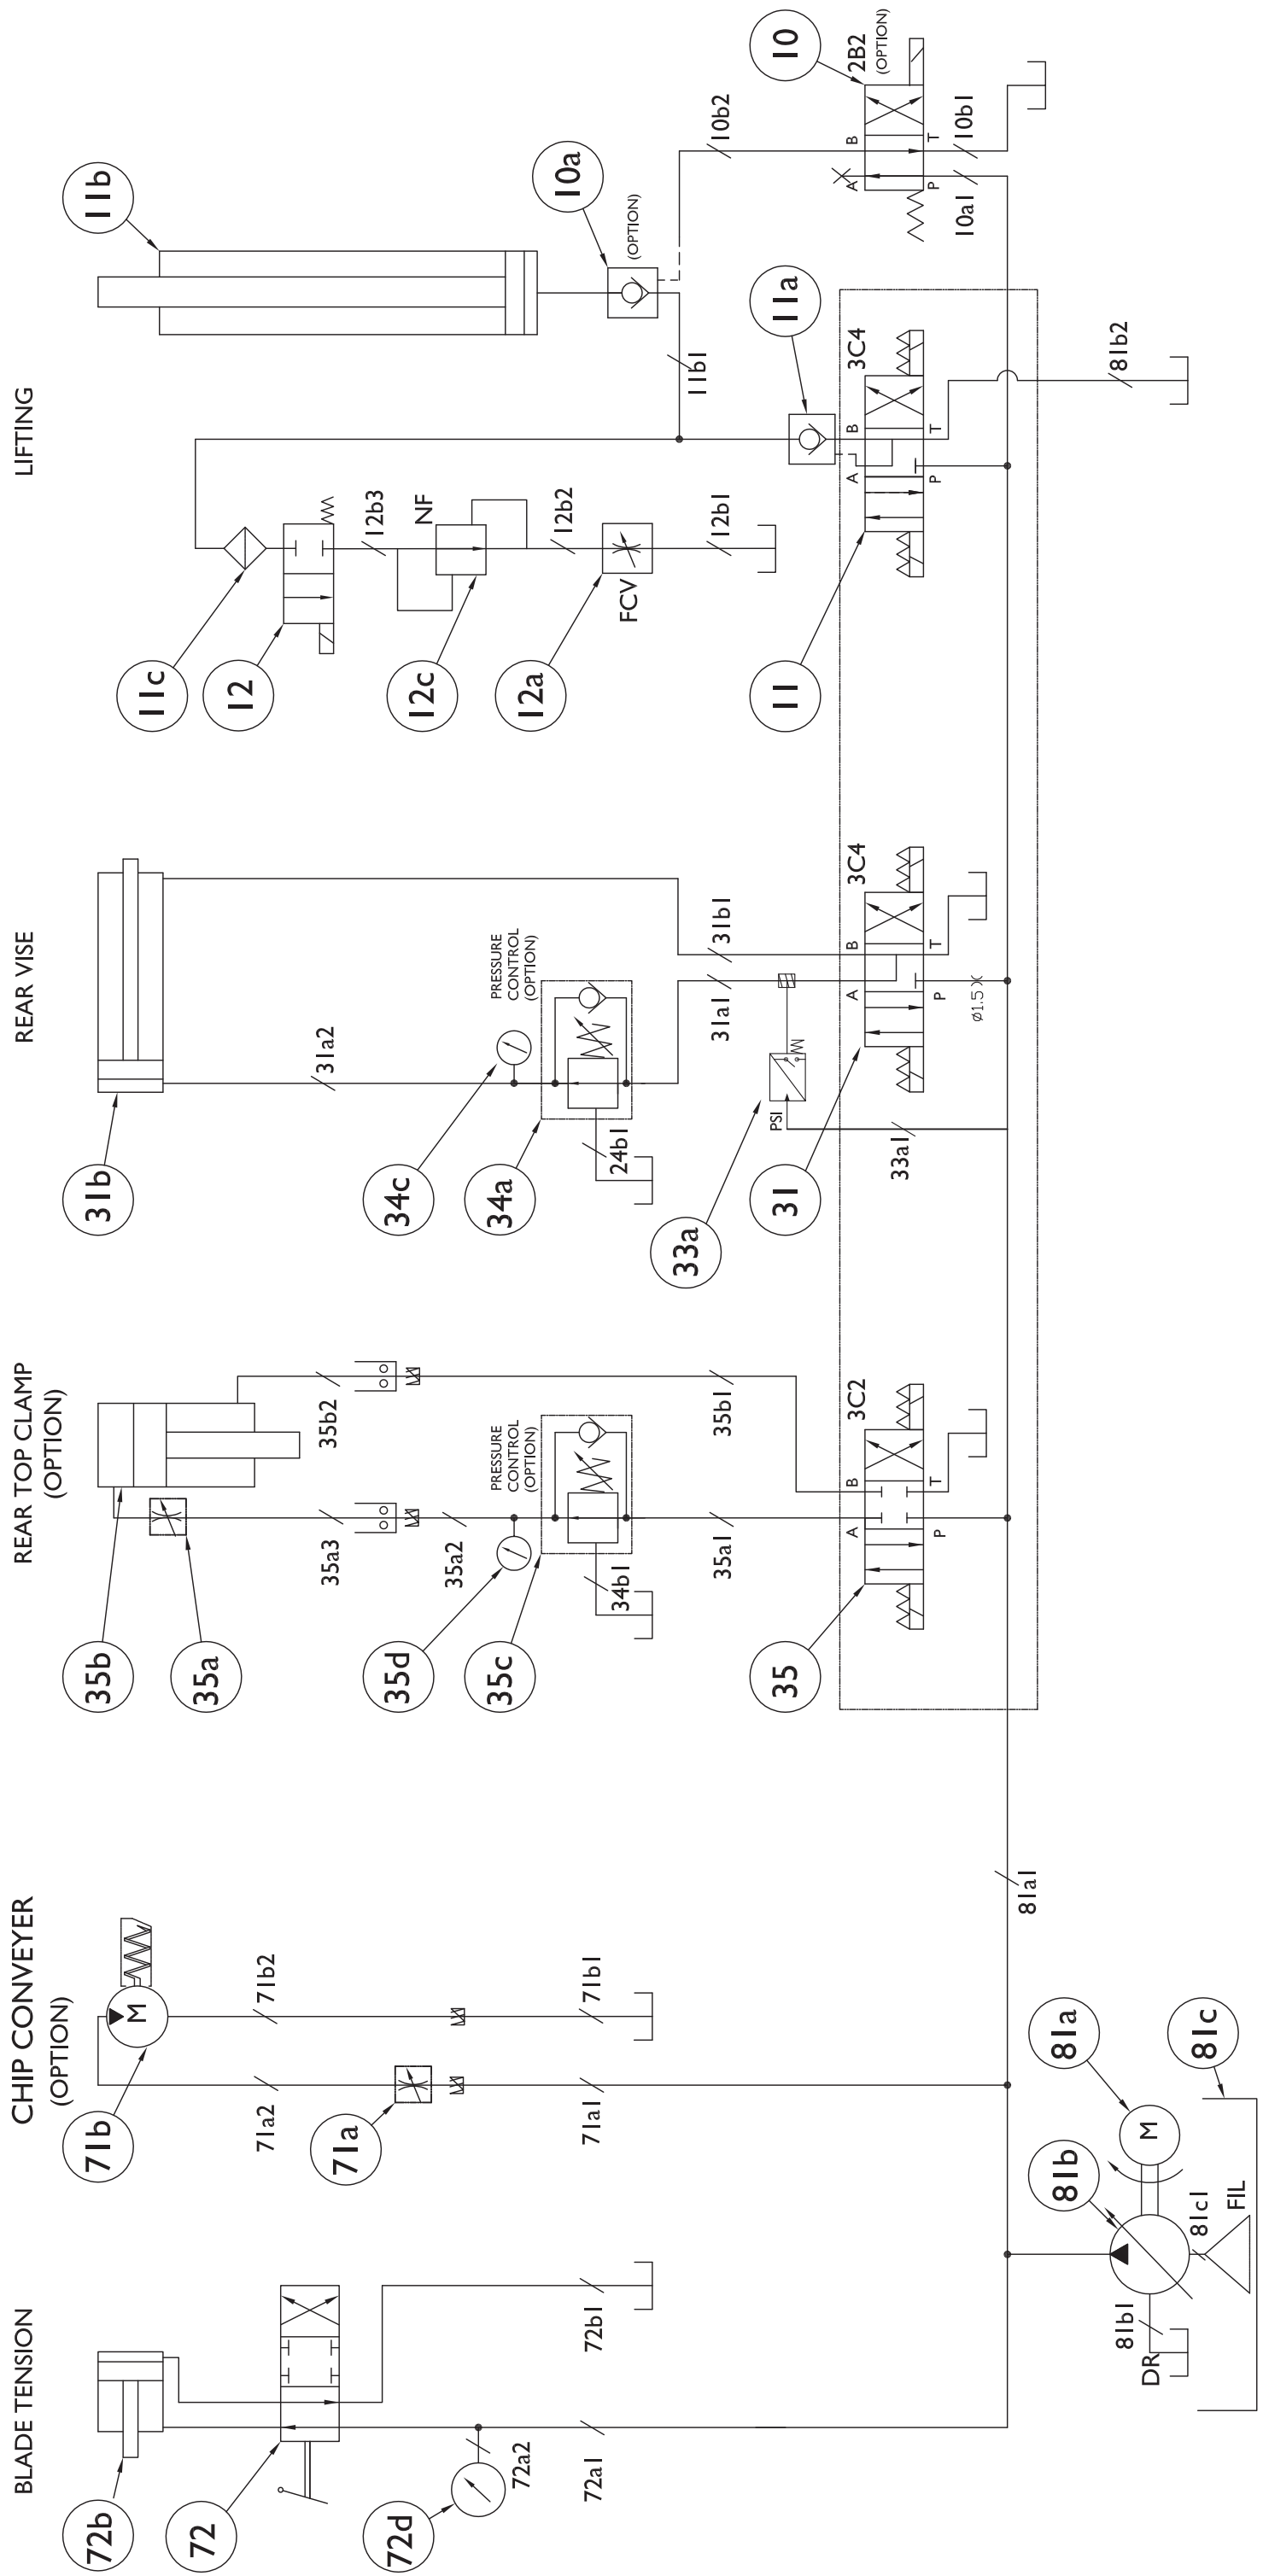 BLADE TENSION
72b
72
72d
72a2
72a1
72b1
CHIP CONVEYER
(OPTION)
71b
M
71a2
71b2
71a
71a1
71b1
REAR TOP CLAMP
(OPTION)
35b
35a
35a3
35b2
35a2
35d
PRESSURE
CONTROL
(OPTION)
35c
34b1
35a1
35b1
3C2
A
B
P
T
35
REAR VISE
31b
31a2
34c
PRESSURE
CONTROL
(OPTION)
34a
24b1
31a1
31b1
33a
PSI
33a1
3C4
A
B
P
T
31
ø1.5
LIFTING
11b
11c
12
12b3
NF
12c
12b2
12a
FCV
12b1
10a
(OPTION)
11b1
11a
3C4
A
B
P
T
11
81b2
10b2
10
2B2
(OPTION)
A
B
P
T
10a1
10b1
81a1
81a
M
81b
81c
81c1
FIL
81b1
DR